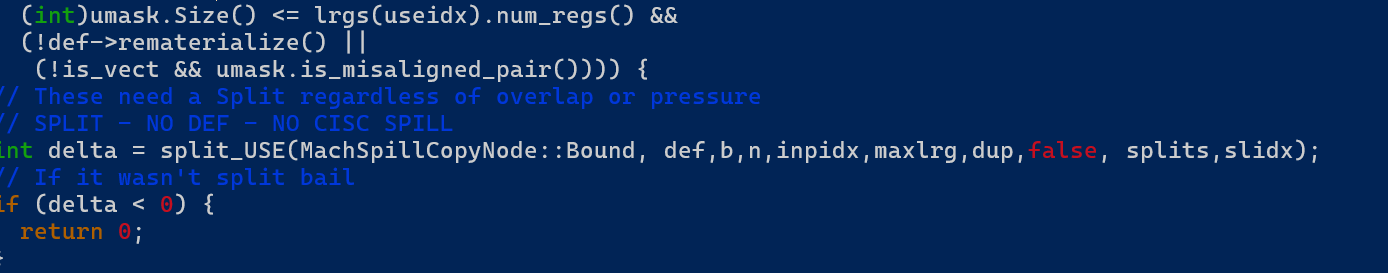 (int)umask.Size() <= lrgs(useidx).num_regs() &&
(!def->rematerialize() ||
(!is_vect && umask.is_misaligned_pair()))) {
// These need a Split regardless of overlap or pressure
// SPLIT - NO DEF - NO CISC SPILL
int delta = split_USE(MachSpillCopyNode::Bound, def,b,n,inpidx,maxlrg,dup,false, splits,slidx);
// If it wasn't split bail
if (delta < 0) {
return 0;
}